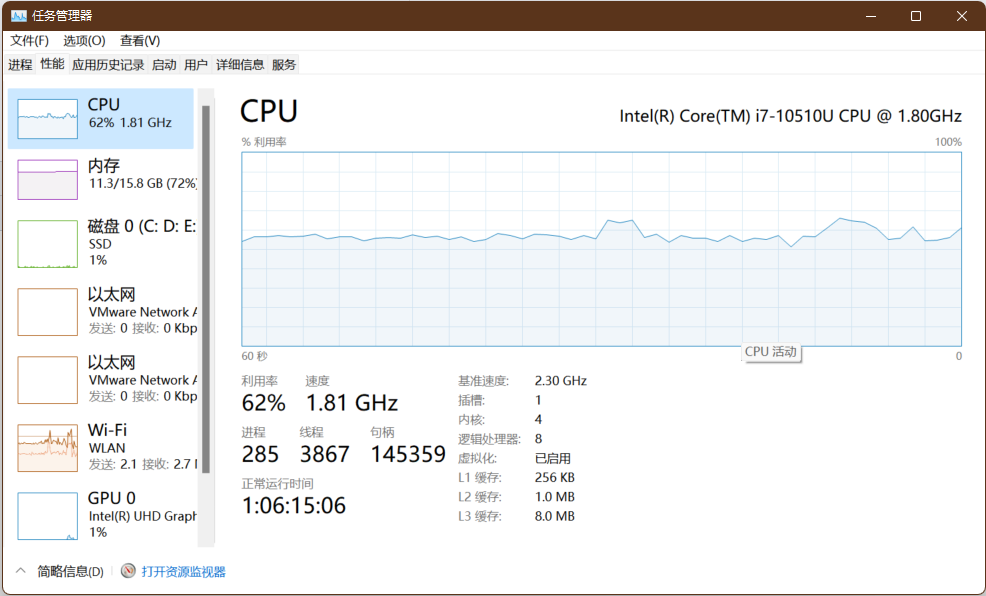 任务管理器
文件(F) 选项(O) 查看(V)
进程 性能 应用历史记录 启动 用户 详细信息 服务
CPU
62% 1.81 GHz
内存
11.3/15.8 GB (72%)
磁盘 0 (C: D: E:
SSD
1%
以太网
VMware Network A
发送: 0 接收: 0 Kbp
以太网
VMware Network A
发送: 0 接收: 0 Kbp
Wi-Fi
WLAN
发送: 2.1 接收: 2.7
GPU 0
Intel(R) UHD Graph
1%
CPU
Intel(R) Core(TM) i7-10510U CPU @ 1.80GHz
% 利用率 100%
60 秒 0
CPU 活动
利用率 速度
62% 1.81 GHz
进程 线程 句柄
285 3867 145359
正常运行时间
1:06:15:06
基准速度: 2.30 GHz
插槽: 1
内核: 4
逻辑处理器: 8
虚拟化: 已启用
L1 缓存: 256 KB
L2 缓存: 1.0 MB
L3 缓存: 8.0 MB
简略信息(D) 打开资源监视器